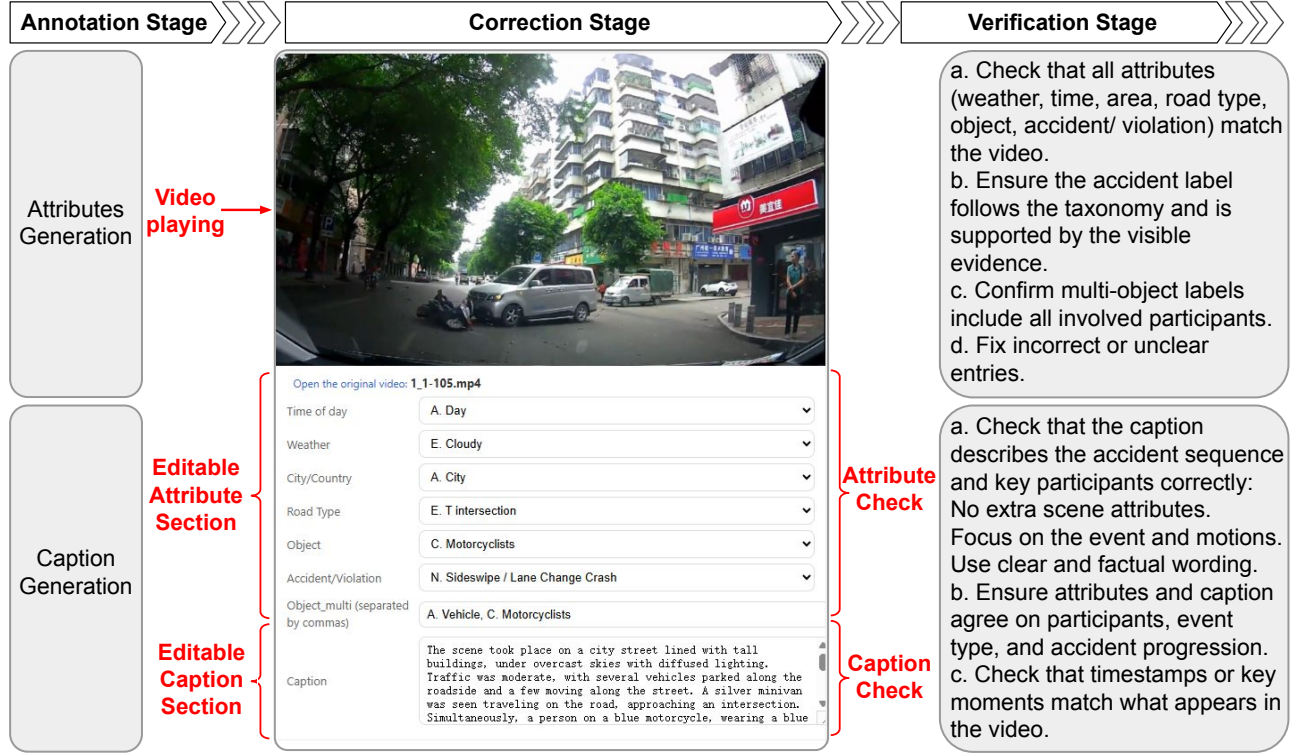 Annotation Stage
Correction Stage
Verification Stage
Attributes
Generation
Video
playing
美宜佳
P
Open the original video: 1_1-105.mp4
Time of day
A. Day
Weather
E. Cloudy
City/Country
A. City
Road Type
E. T intersection
Object
C. Motorcyclists
Accident/Violation
N. Sideswipe / Lane Change Crash
Object_multi (separated
by commas)
A. Vehicle, C. Motorcyclists
Caption
The scene took place on a city street lined with tall
buildings, under overcast skies with diffused lighting.
Traffic was moderate, with several vehicles parked along the
roadside and a few moving along the street. A silver minivan
was seen traveling on the road, approaching an intersection.
Simultaneously, a person on a blue motorcycle, wearing a blue
Editable
Attribute
Section
Attribute
Check
Caption
Generation
Editable
Caption
Section
Caption
Check
a. Check that all attributes
(weather, time, area, road type,
object, accident/ violation) match
the video.
b. Ensure the accident label
follows the taxonomy and is
supported by the visible
evidence.
c. Confirm multi-object labels
include all involved participants.
d. Fix incorrect or unclear
entries.
a. Check that the caption
describes the accident sequence
and key participants correctly:
No extra scene attributes.
Focus on the event and motions.
Use clear and factual wording.
b. Ensure attributes and caption
agree on participants, event
type, and accident progression.
c. Check that timestamps or key
moments match what appears in
the video.